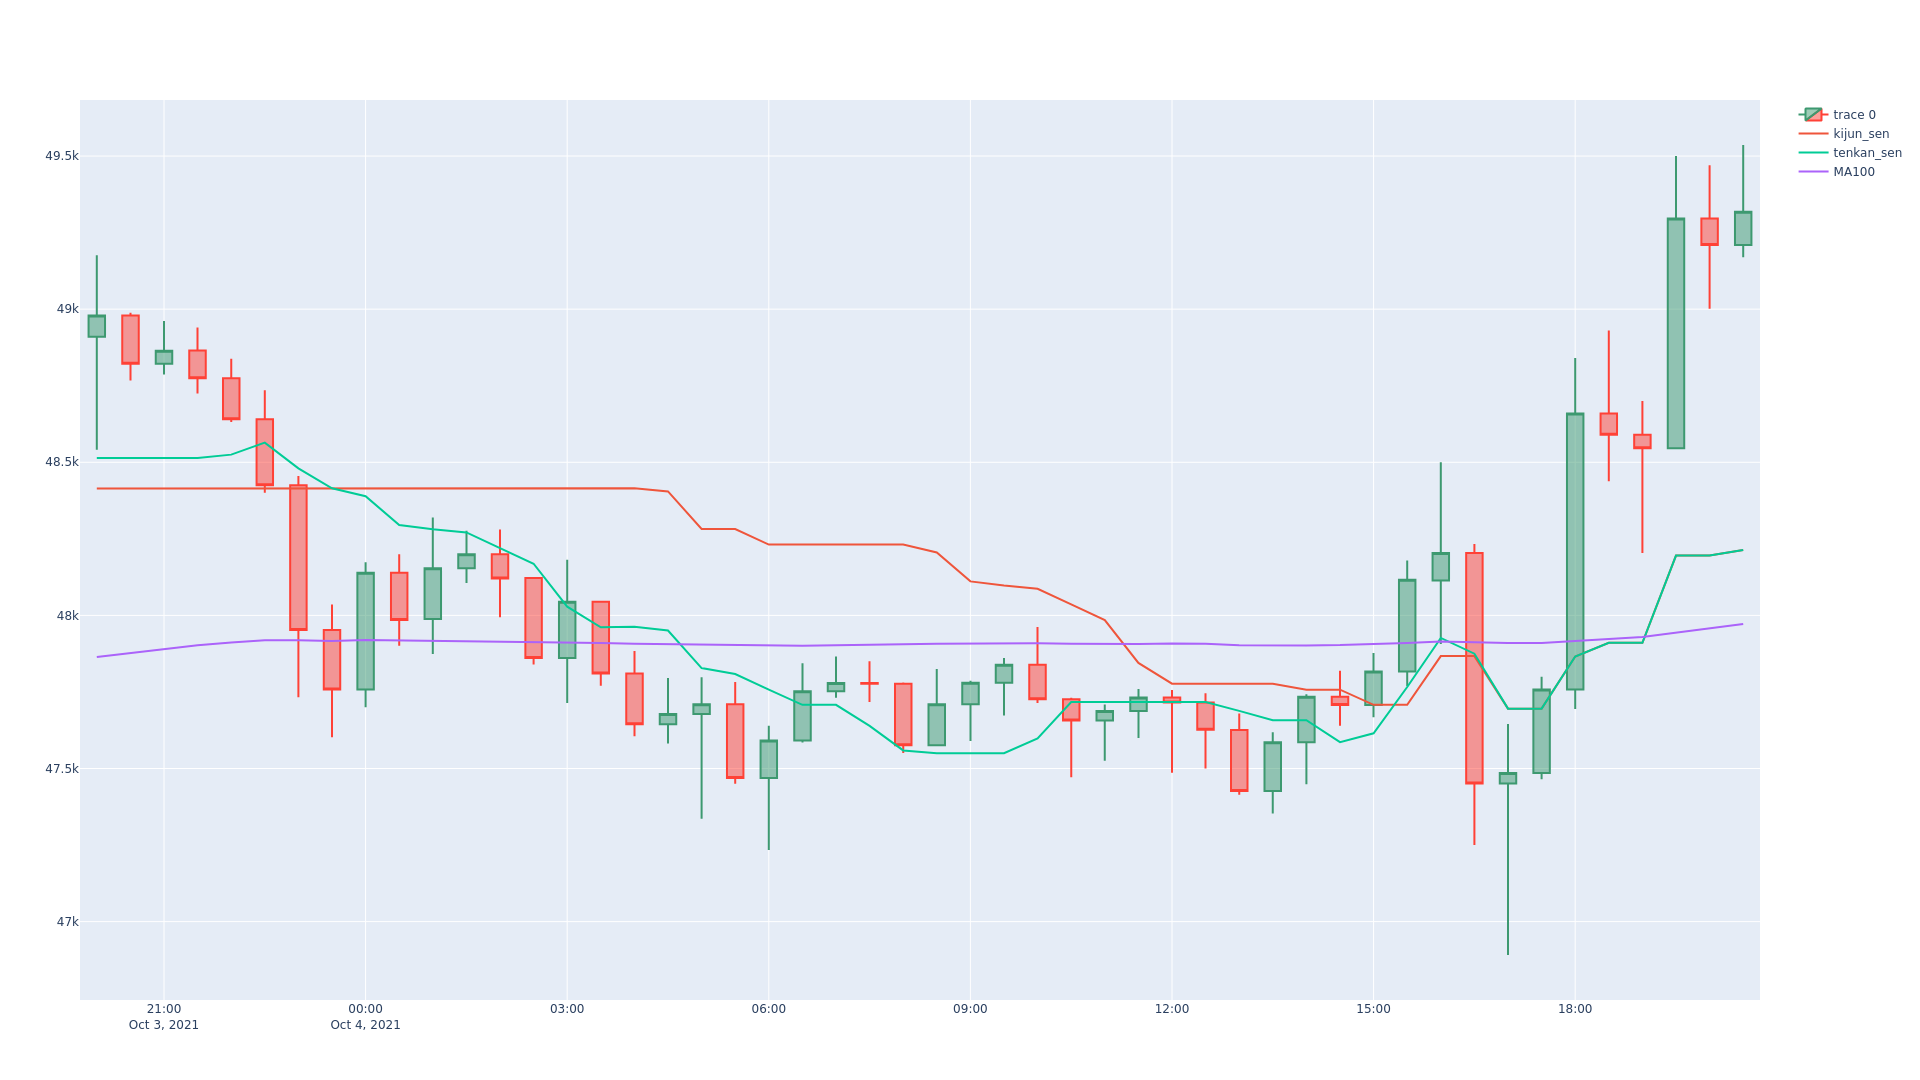 trace 0
kijun_sen
tenkan_sen
MA100
49.5k
49k
48.5k
48k
47.5k
47k
21:00
Oct 3, 2021
00:00
Oct 4, 2021
03:00
06:00
09:00
12:00
15:00
18:00